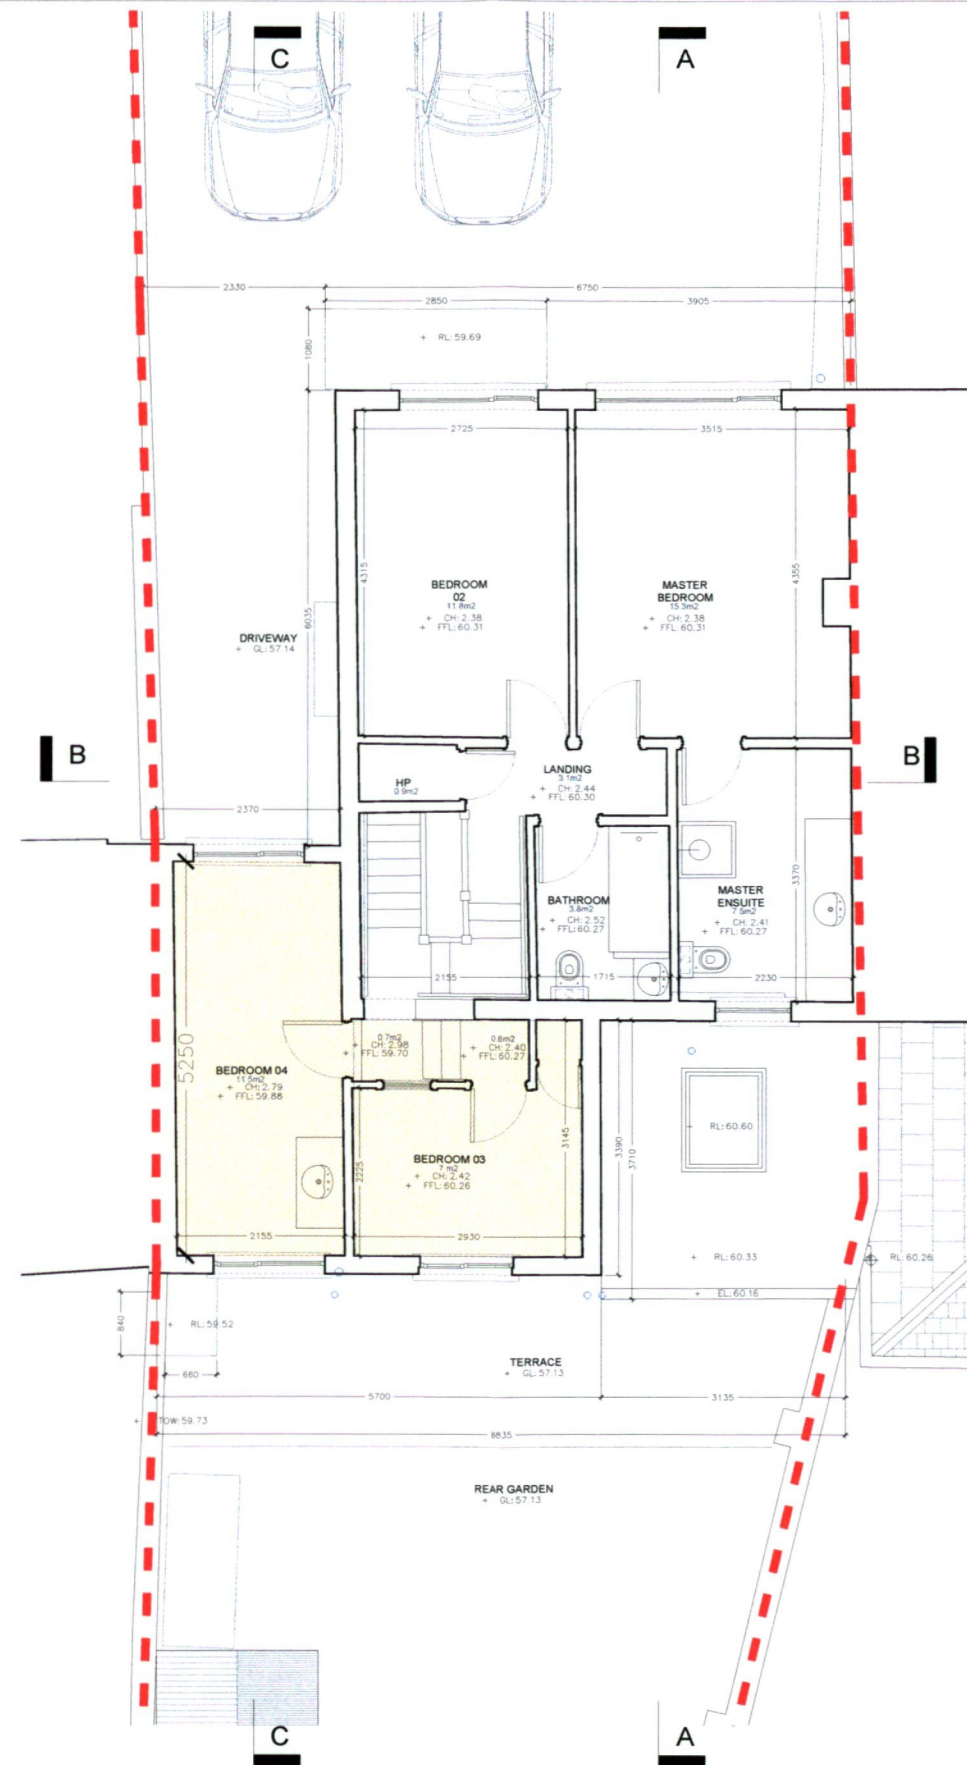 C
A
2330
6750
2850
3905
+ RL: 59.69
1080
2725
3515
4315
4355
6035
BEDROOM
02
11.8m2
+ CH: 2.38
+ FFL: 60.31
MASTER
BEDROOM
15.3m2
+ CH: 2.38
+ FFL: 60.31
DRIVEWAY
+ GL: 57.14
B
B
HP
0.9m2
LANDING
3.1m2
+ CH: 2.44
+ FFL: 60.30
2370
BATHROOM
3.8m2
+ CH: 2.52
+ FFL: 60.27
MASTER
ENSUITE
7.5m2
+ CH: 2.41
+ FFL: 60.27
3370
2155
1715
2230
5250
0.7m2
+ CH: 2.98
+ FFL: 59.70
0.8m2
+ CH: 2.40
FFL: 60.27
BEDROOM 04
11.5m2
+ CH: 2.79
+ FFL: 59.88
BEDROOM 03
7 m2
+ CH: 2.42
+ FFL: 60.26
2225
3145
3390
3710
RL: 60.60
2155
2930
+ RL: 60.33
RL: 60.26
+ EL: 60.16
840
+ RL: 59.52
660
TERRACE
+ GL: 57.13
5700
3135
+ TOW: 59.73
8835
REAR GARDEN
+ GL: 57.13
C
A